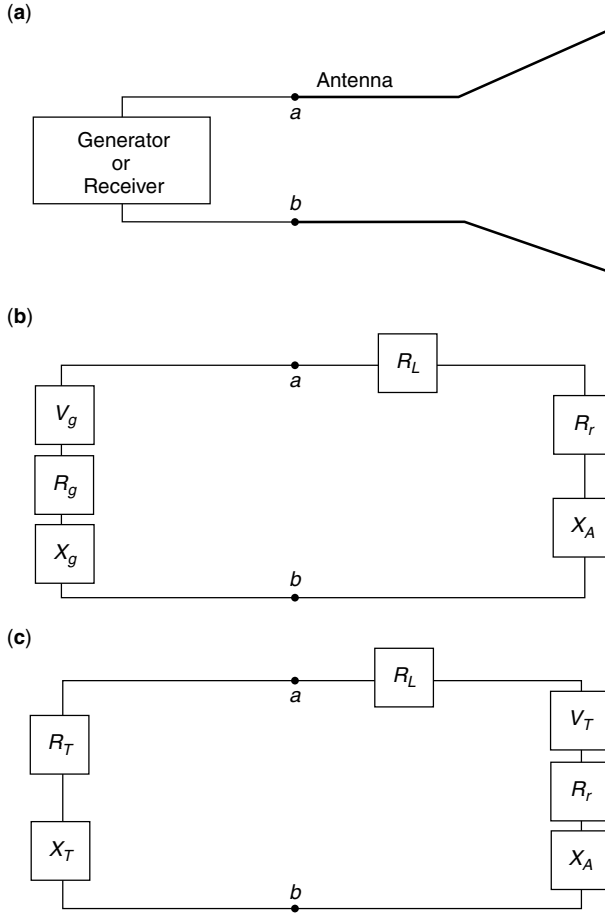 (a)
Antenna
a
Generator
or
Receiver
b
(b)
R_L
a
V_g
R_r
R_g
X_g
X_A
b
(c)
R_L
a
V_T
R_T
R_r
X_T
X_A
b